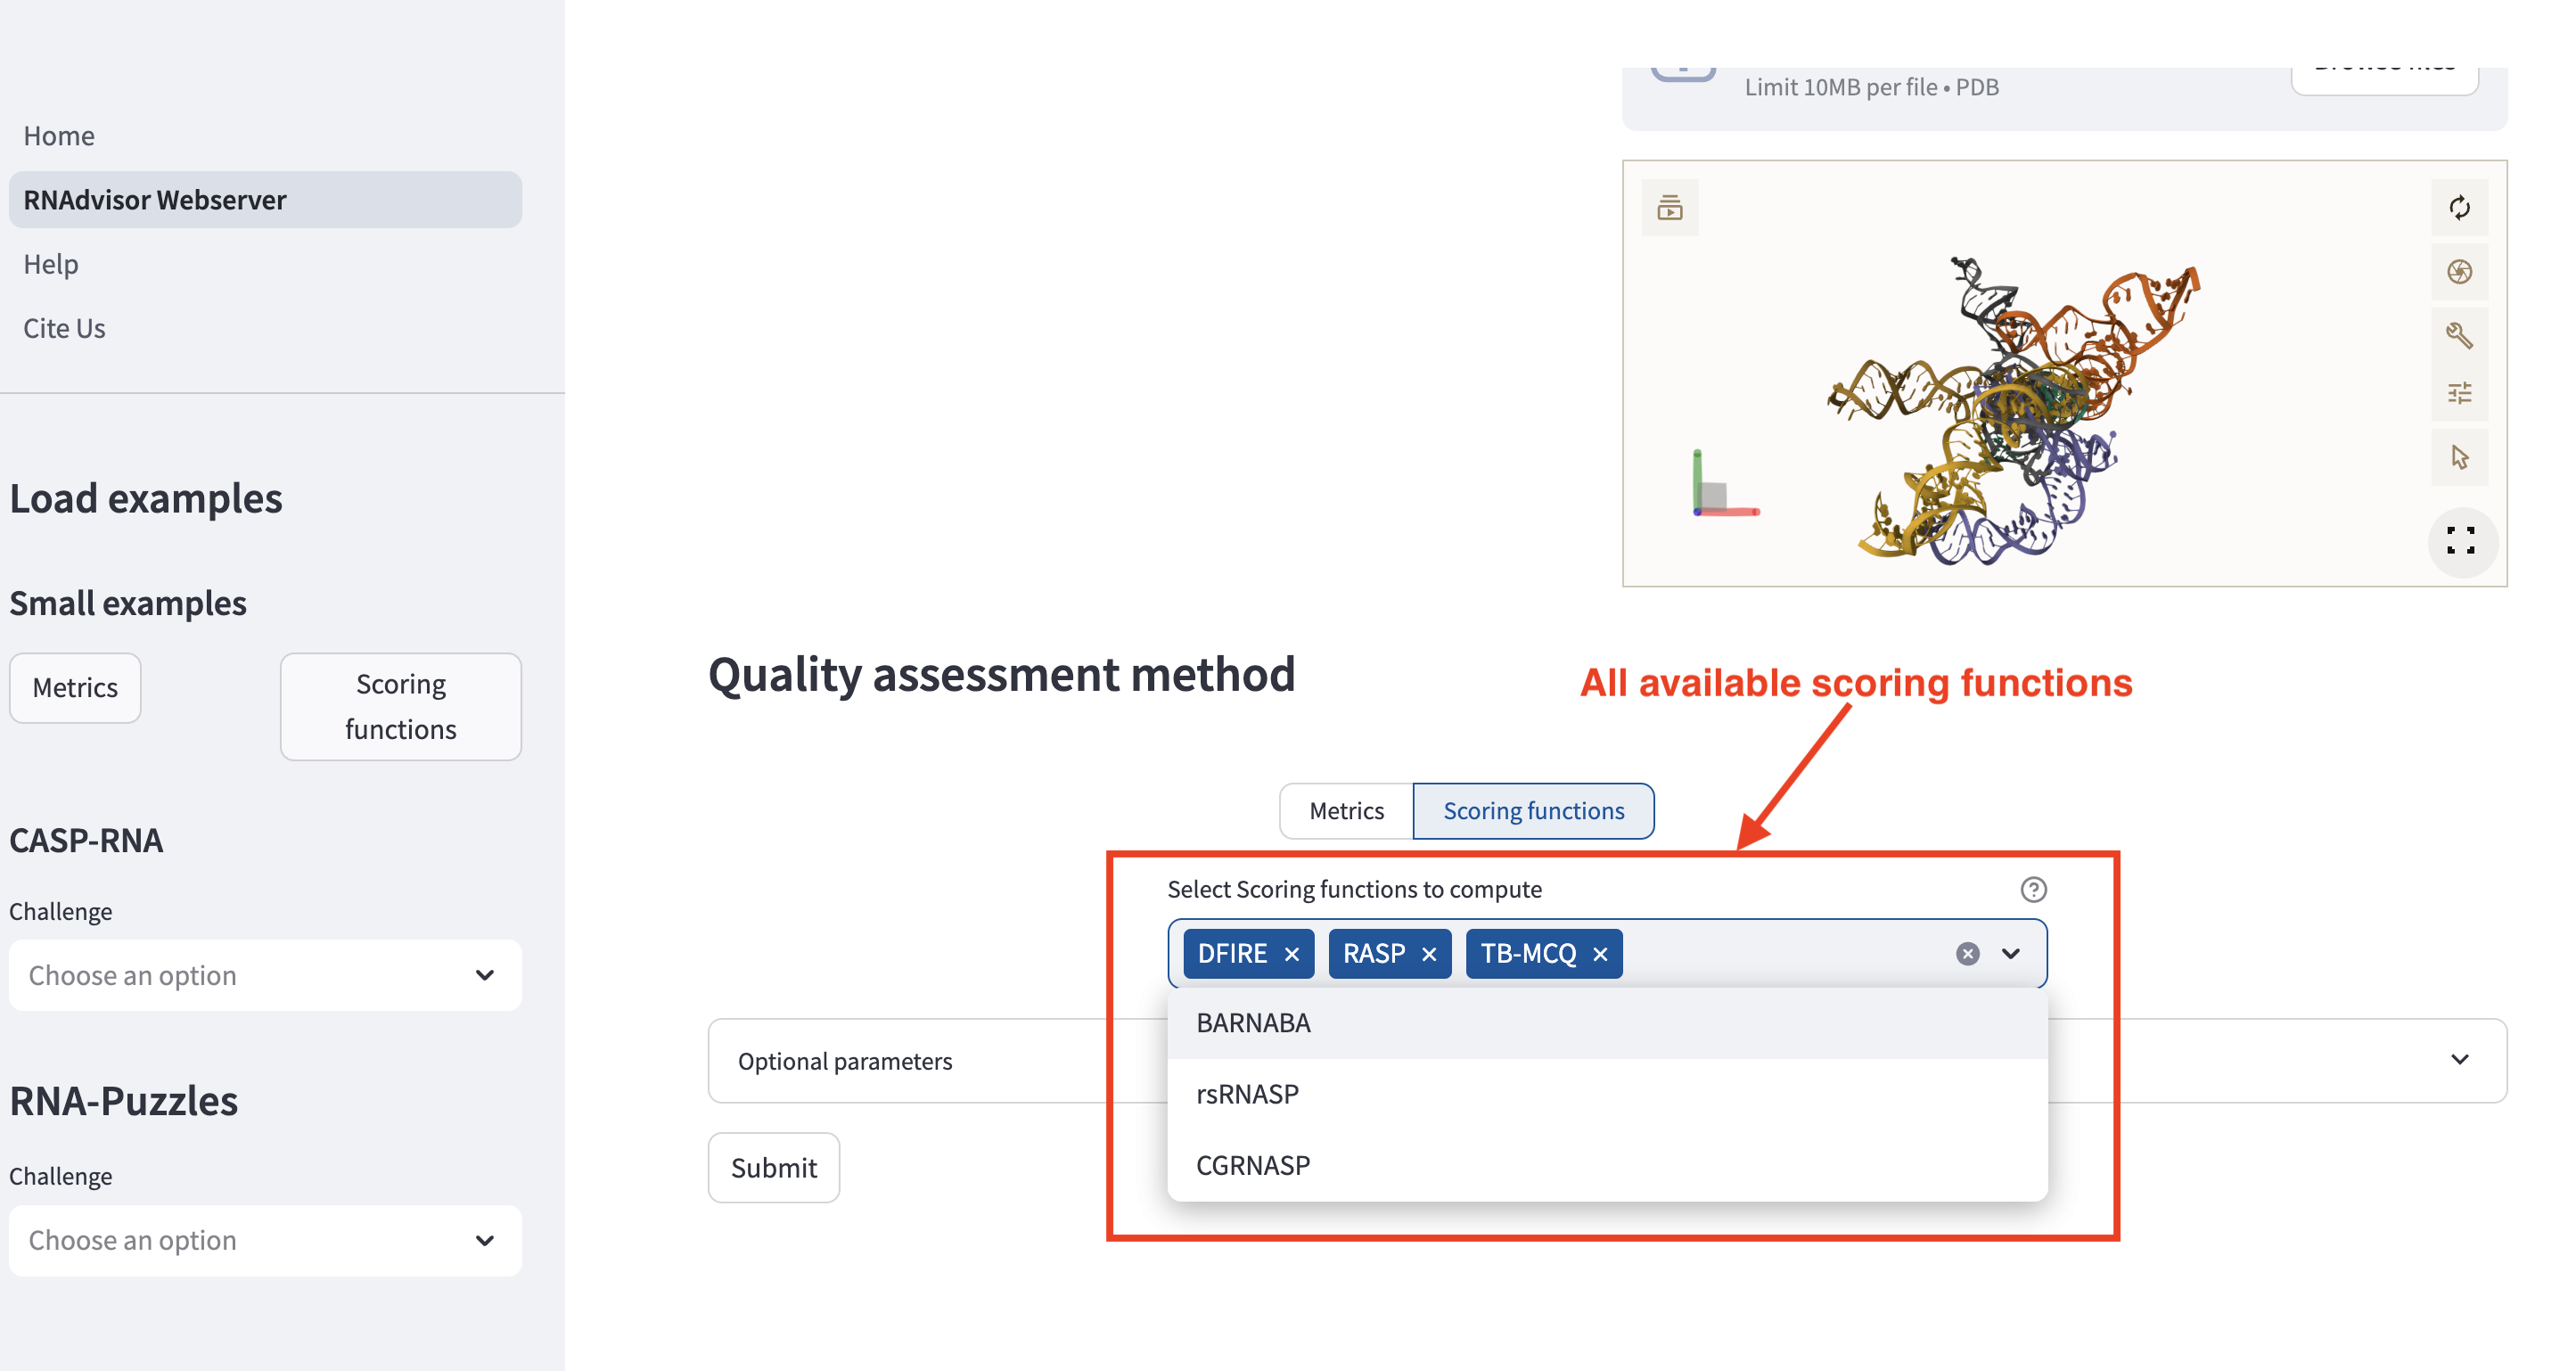 Home
RNAdvisor Webserver
Help
Cite Us
Load examples
Small examples
Metrics
Scoring
functions
CASP-RNA
Challenge
Choose an option
RNA-Puzzles
Challenge
Choose an option
Limit 10MB per file • PDB
Browse files
Quality assessment method
All available scoring functions
Metrics
Scoring functions
Select Scoring functions to compute
DFIRE
RASP
TB-MCQ
BARNABA
rsRNASP
CGRNASP
Optional parameters
Submit